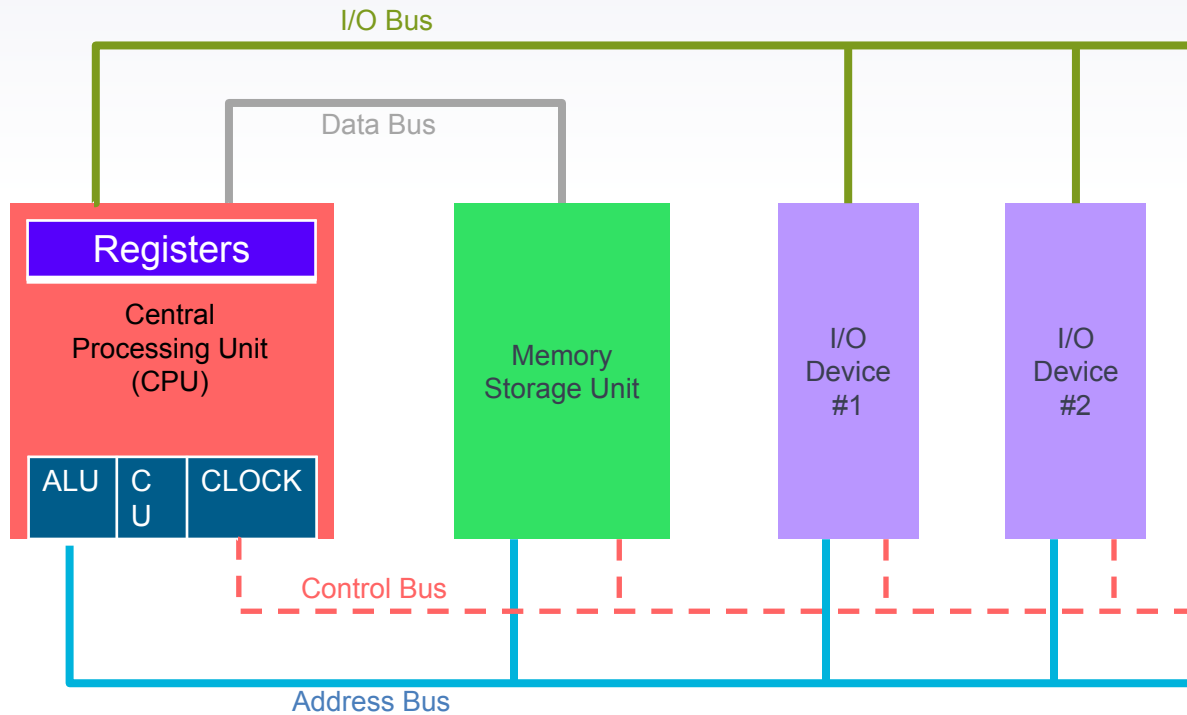 I/O Bus
Data Bus
Registers
Central
Processing Unit
(CPU)
ALU
C
U
CLOCK
Memory
Storage Unit
I/O
Device
#1
I/O
Device
#2
Control Bus
Address Bus